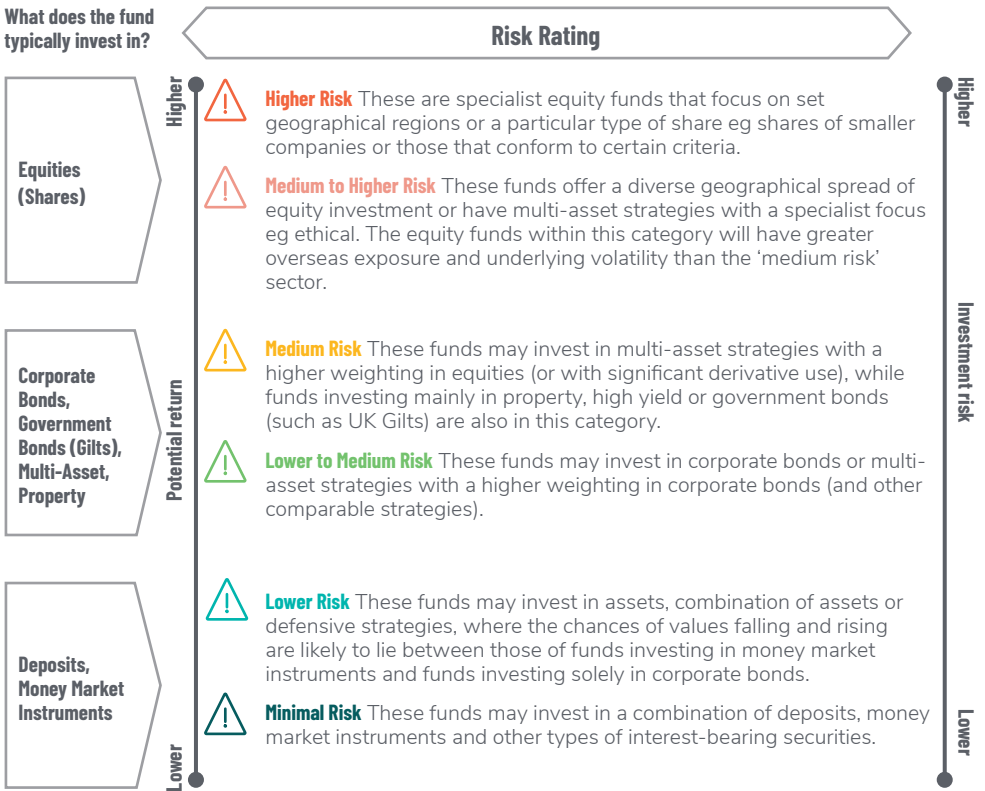 What does the fund
typically invest in?
Risk Rating
Higher
Higher
Equities
(Shares)
Higher Risk These are specialist equity funds that focus on set
geographical regions or a particular type of share eg shares of smaller
companies or those that conform to certain criteria.
Medium to Higher Risk These funds offer a diverse geographical spread of
equity investment or have multi-asset strategies with a specialist focus
eg ethical. The equity funds within this category will have greater
overseas exposure and underlying volatility than the ‘medium risk’
sector.
Corporate
Bonds,
Government
Bonds (Gilts),
Multi-Asset,
Property
Potential return
Investment risk
Medium Risk These funds may invest in multi-asset strategies with a
higher weighting in equities (or with significant derivative use), while
funds investing mainly in property, high yield or government bonds
(such as UK Gilts) are also in this category.
Lower to Medium Risk These funds may invest in corporate bonds or multi-
asset strategies with a higher weighting in corporate bonds (and other
comparable strategies).
Deposits,
Money Market
Instruments
Lower Risk These funds may invest in assets, combination of assets or
defensive strategies, where the chances of values falling and rising
are likely to lie between those of funds investing in money market
instruments and funds investing solely in corporate bonds.
Minimal Risk These funds may invest in a combination of deposits, money
market instruments and other types of interest-bearing securities.
Lower
Lower